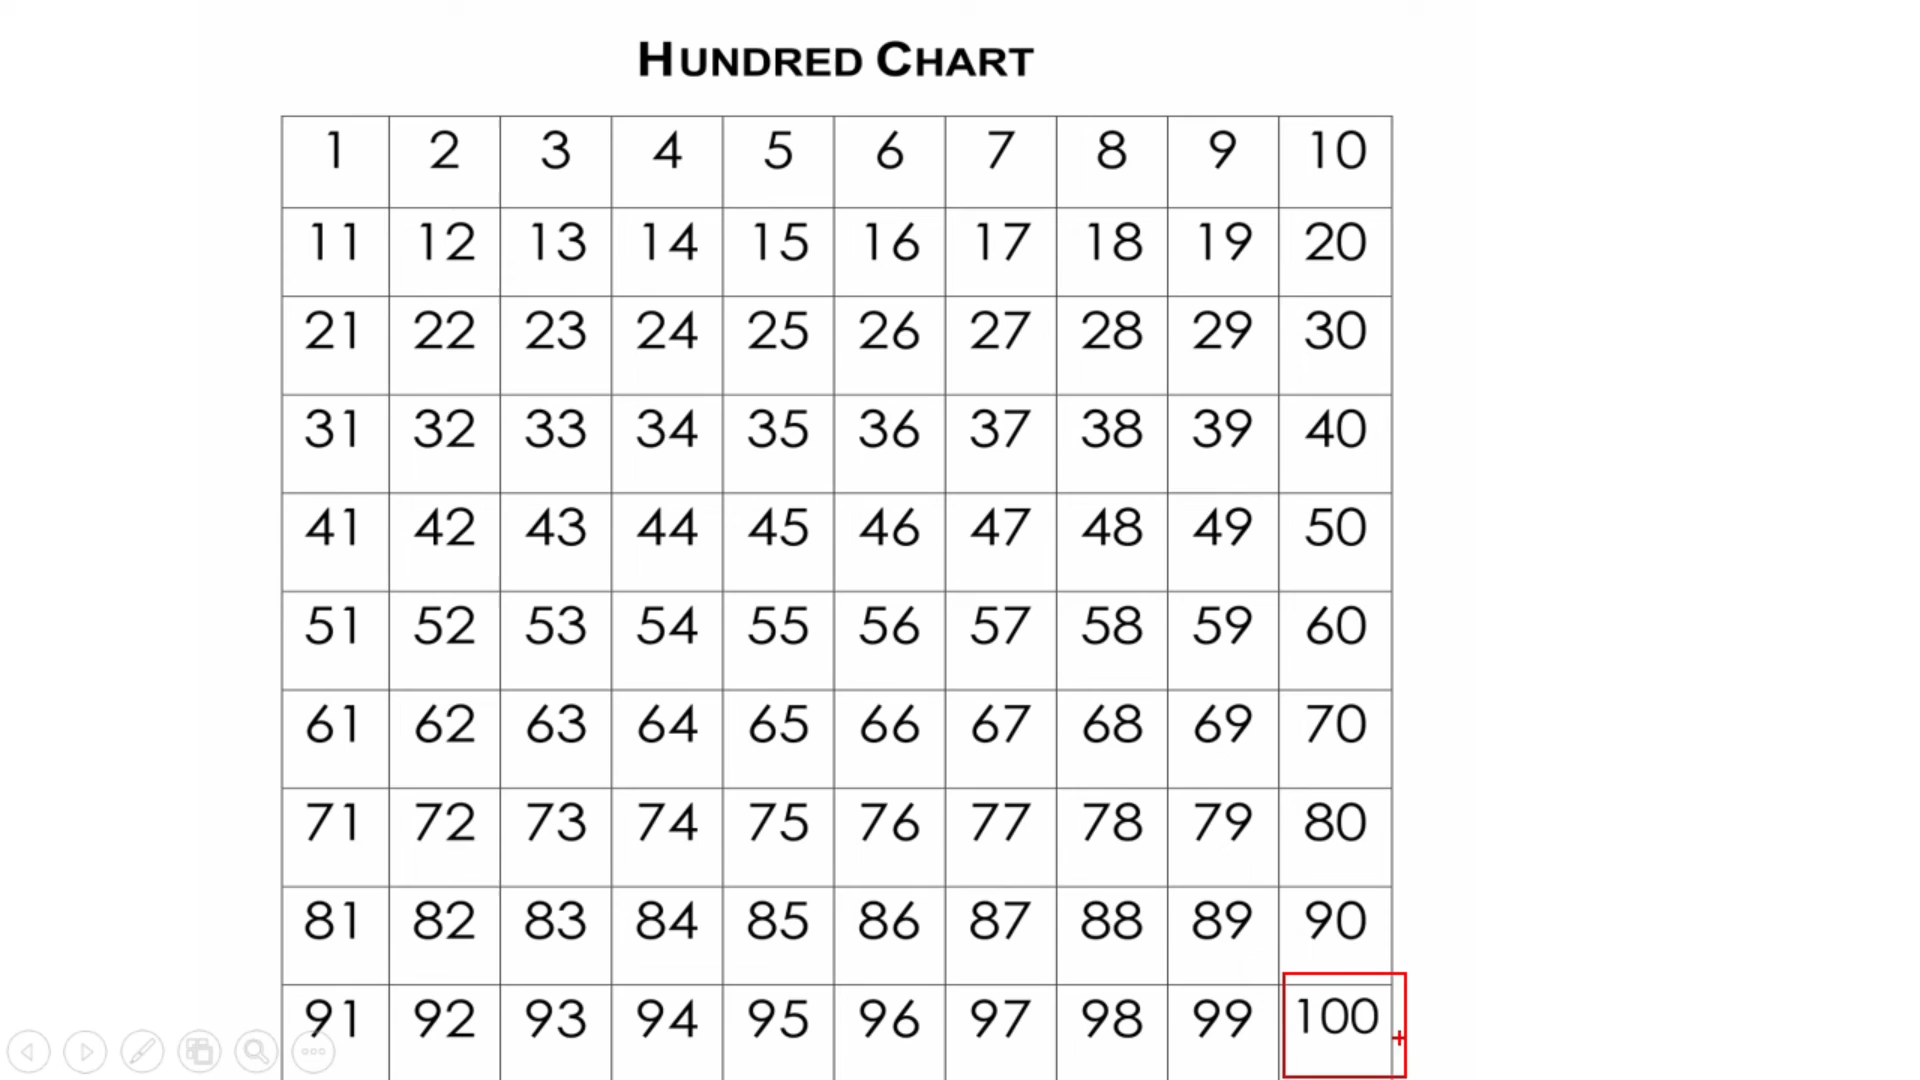 HUNDRED CHART
1 2 3 4 5 6 7 8 9 10
11 12 13 14 15 16 17 18 19 20
21 22 23 24 25 26 27 28 29 30
31 32 33 34 35 36 37 38 39 40
41 42 43 44 45 46 47 48 49 50
51 52 53 54 55 56 57 58 59 60
61 62 63 64 65 66 67 68 69 70
71 72 73 74 75 76 77 78 79 80
81 82 83 84 85 86 87 88 89 90
91 92 93 94 95 96 97 98 99 100